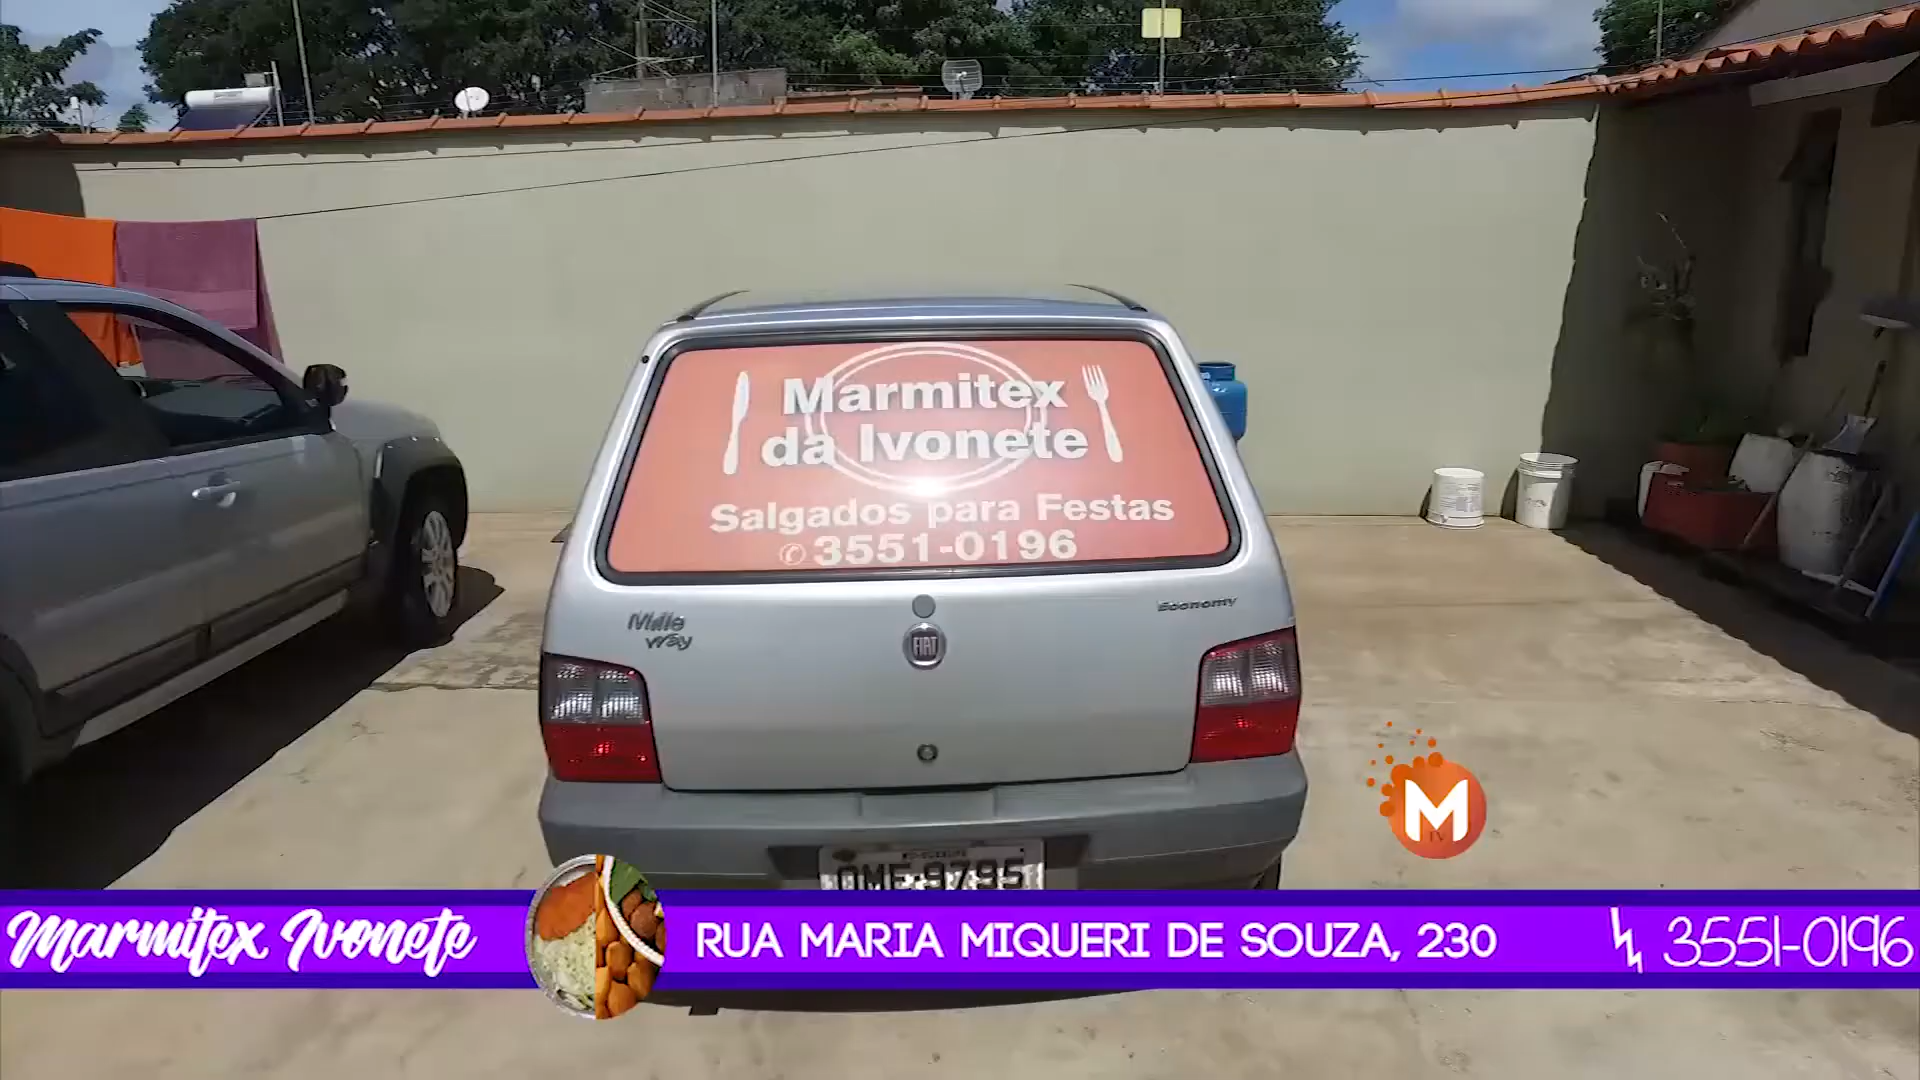 Marmitex
da Ivonete
Salgados para Festas
✆ 3551-0196
Mille
way
Economy
FIAT
M
TV
Marmitex Ivonete
RUA MARIA MIQUERI DE SOUZA, 230
3551-0196